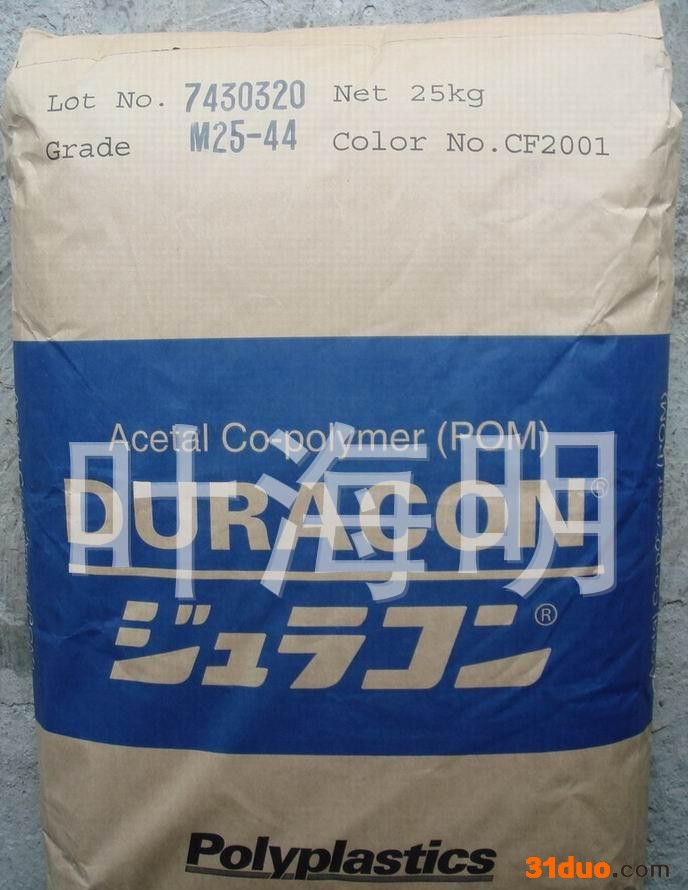 Lot No. 7430320 Net 25kg
Grade M25-44 Color No.CF2001
Acetal Co-polymer (POM)
叶海明
DURACON®
ジュラコン®
Polyplastics
31duo.com